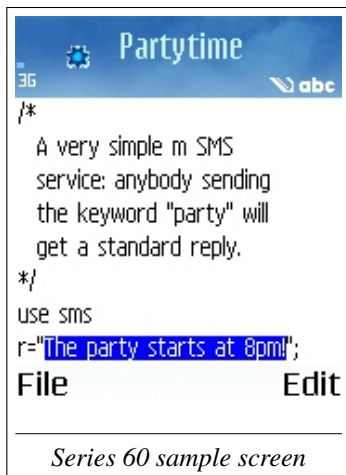 Partytime
3G abc
/*
A very simple m SMS
service: anybody sending
the keyword "party" will
get a standard reply.
*/
use sms
r="The party starts at 8pm!";
File Edit
Series 60 sample screen